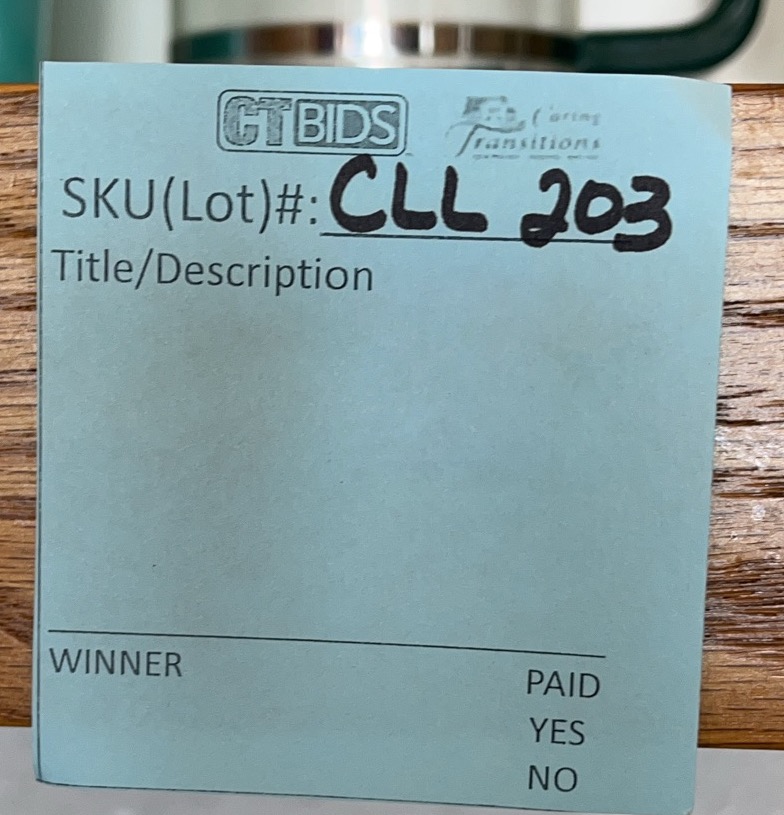 CTBIDS Caring
Transitions
SKU(Lot)#: CLL 203
Title/Description
WINNER PAID
YES
NO